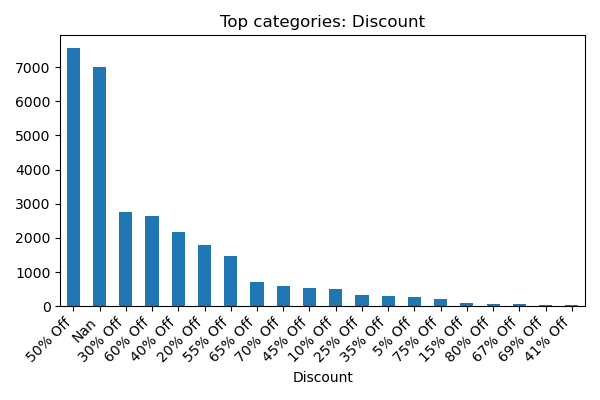 Top categories: Discount
7000
6000
5000
4000
3000
2000
1000
0
50% Off
Nan
30% Off
60% Off
40% Off
20% Off
55% Off
65% Off
70% Off
45% Off
10% Off
25% Off
35% Off
5% Off
75% Off
15% Off
80% Off
67% Off
69% Off
41% Off
Discount